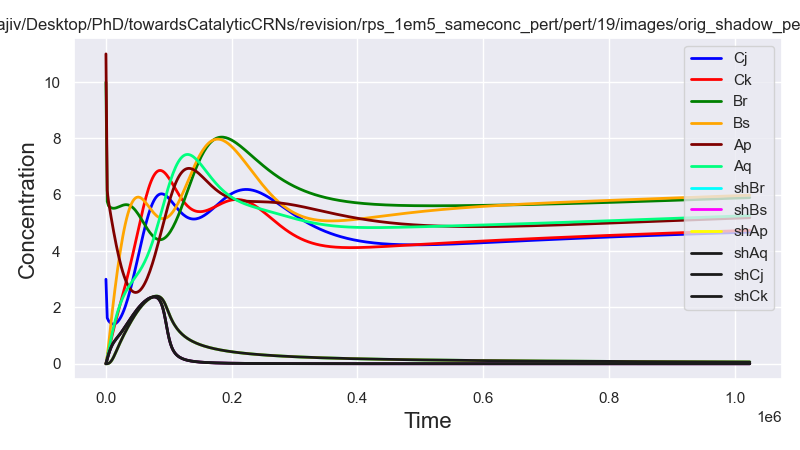 ajiv/Desktop/PhD/towardsCatalyticCRNs/revision/rps_1em5_sameconc_pert/pert/19/images/orig_shadow_pe
Concentration
10
8
6
4
2
0
0.0 0.2 0.4 0.6 0.8 1.0
1e6
Time
Cj
Ck
Br
Bs
Ap
Aq
shBr
shBs
shAp
shAq
shCj
shCk